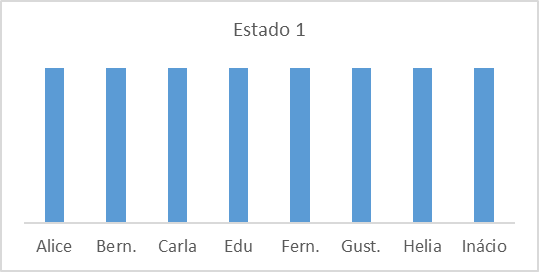 Estado 1
Alice Bern. Carla Edu Fern. Gust. Helia Inácio